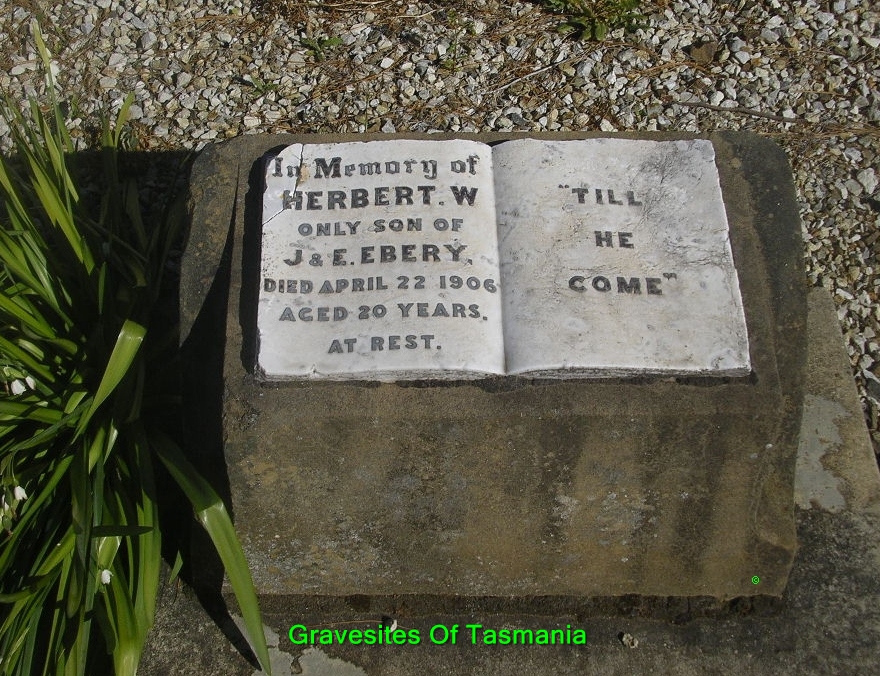 In Memory of
HERBERT. W
ONLY SON OF
J & E. EBERY,
DIED APRIL 22 1906
AGED 20 YEARS.
AT REST.
"TILL
HE
COME"
©
Gravesites Of Tasmania